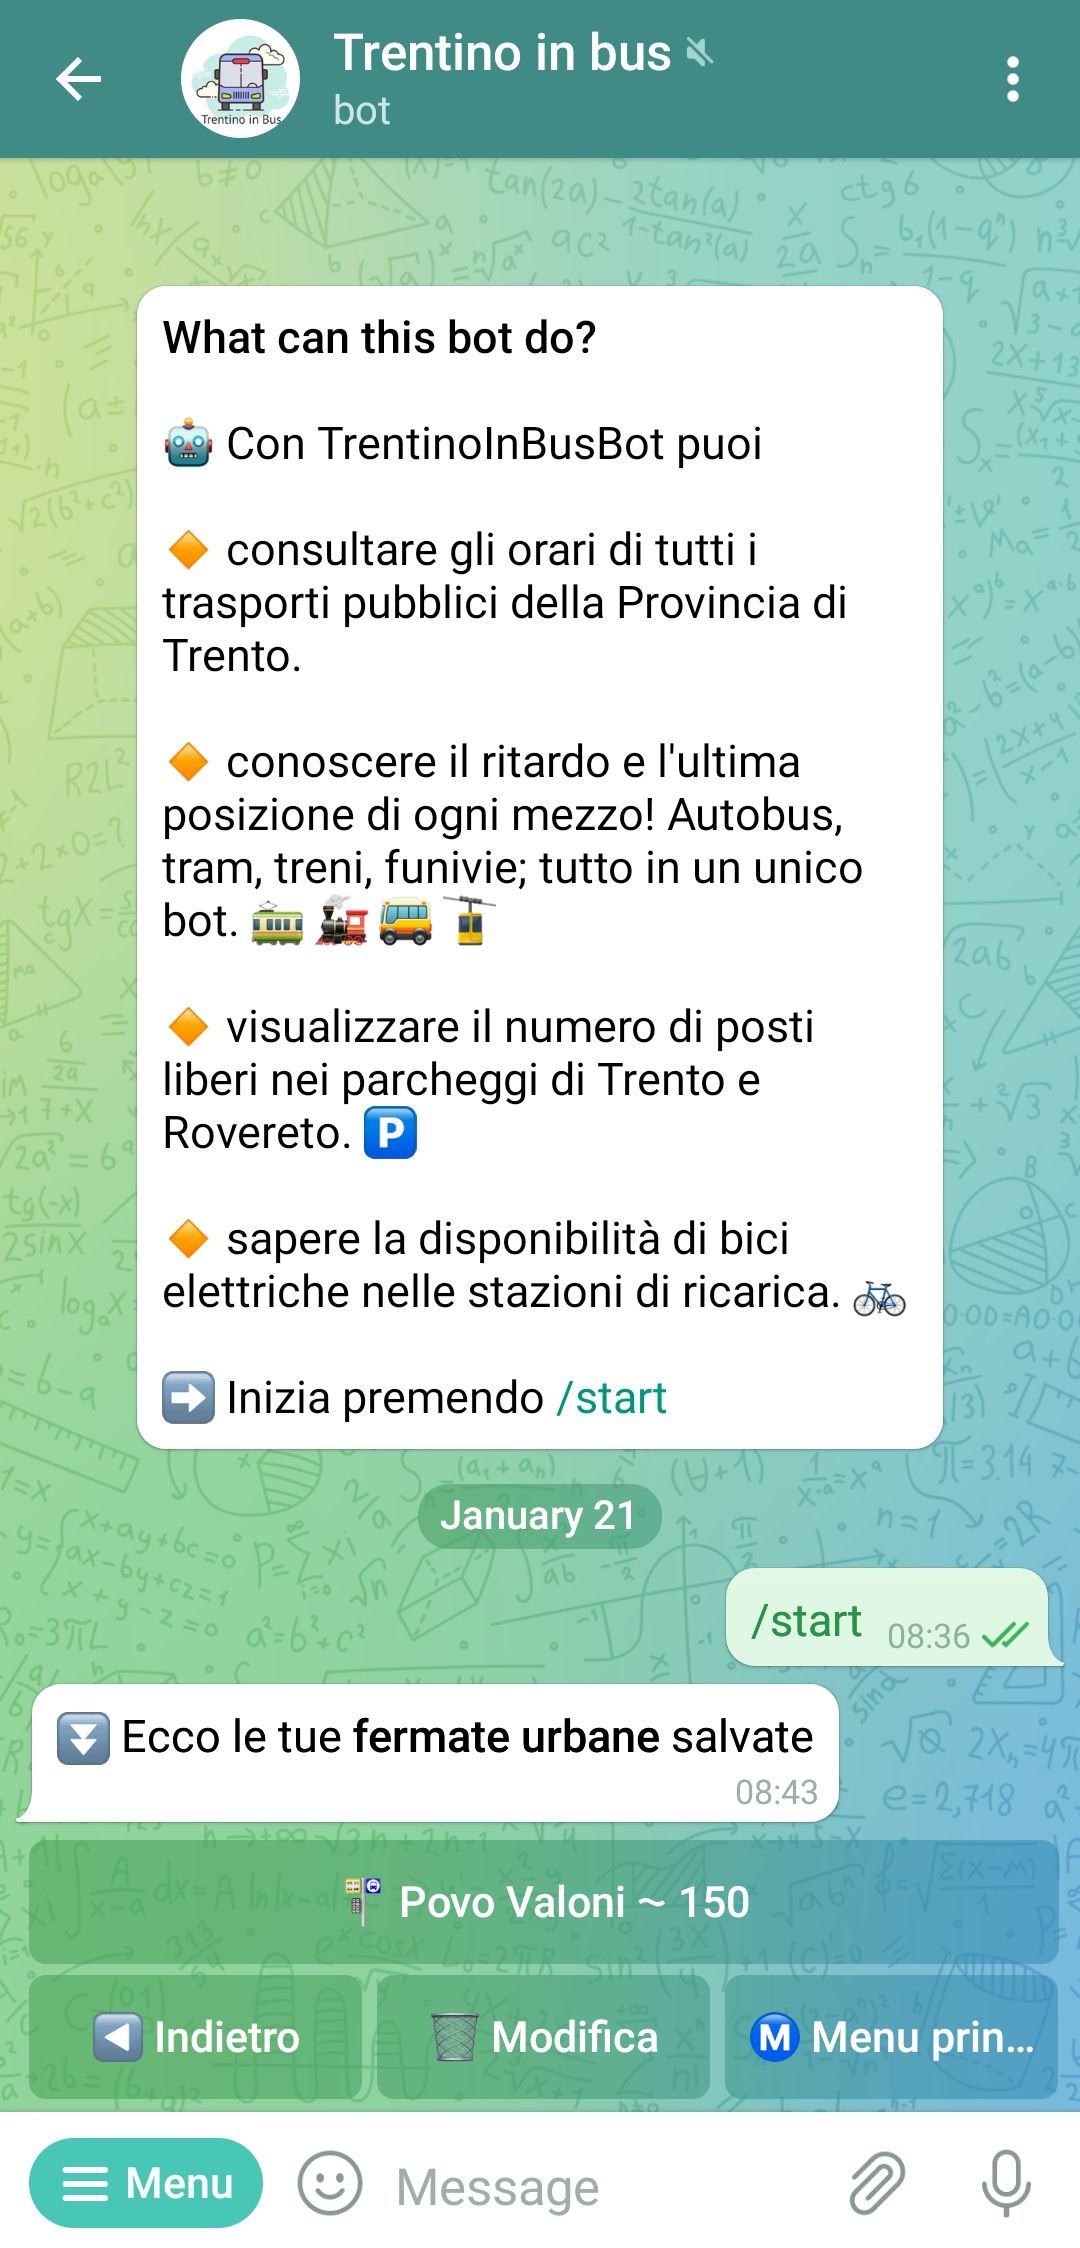 Trentino in bus
bot
Trentino in Bus
What can this bot do?
🤖 Con TrentinoInBusBot puoi
🔶 consultare gli orari di tutti i
trasporti pubblici della Provincia di
Trento.
🔶 conoscere il ritardo e l'ultima
posizione di ogni mezzo! Autobus,
tram, treni, funivie; tutto in un unico
bot. 🚋 🚂 🚌 🚡
🔶 visualizzare il numero di posti
liberi nei parcheggi di Trento e
Rovereto. 🅿️
🔶 sapere la disponibilità di bici
elettriche nelle stazioni di ricarica. 🚲
➡️ Inizia premendo /start
January 21
/start 08:36
⏬ Ecco le tue fermate urbane salvate
08:43
🚏 Povo Valoni ~ 150
◀️ Indietro
🗑️ Modifica
Ⓜ️ Menu prin...
Menu
Message